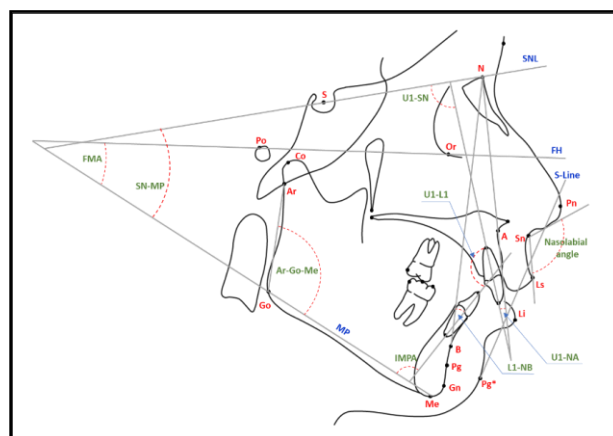 N
SNL
S
U1-SN
Po
Co
Or
FH
FMA
SN-MP
Ar
S-Line
U1-L1
Pn
A
Sn
Nasolabial
angle
Ar-Go-Me
Ls
Go
MP
Li
IMPA
B
U1-NA
Pg
L1-NB
Gn
Pg*
Me